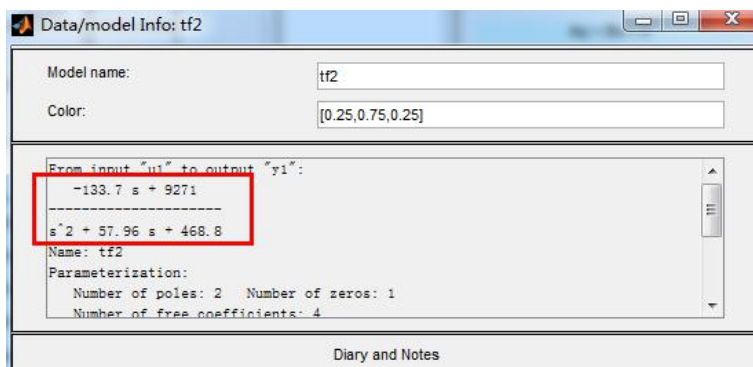 Data/model Info: tf2
Model name:
tf2
Color:
[0.25,0.75,0.25]
From input "u1" to output "y1":
-133.7 s + 9271
---------------------
s^2 + 57.96 s + 468.8
Name: tf2
Parameterization:
Number of poles: 2 Number of zeros: 1
Number of free coefficients: 4
Diary and Notes